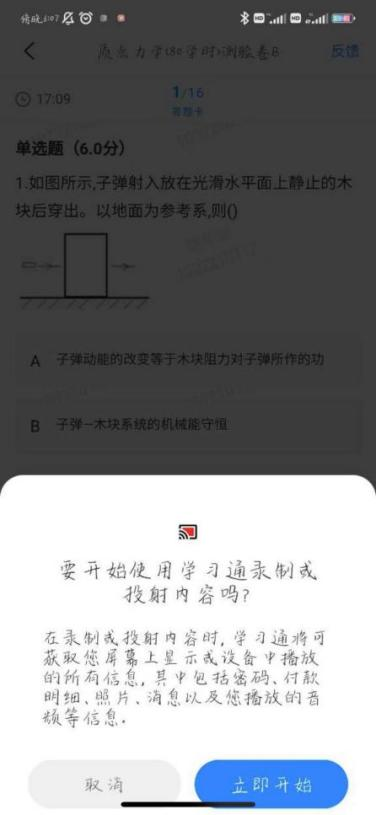 傍晚6:07
质点力学(80学时)测验卷B
反馈
17:09
1/16
答题卡
单选题（6.0分）
1.如图所示,子弹射入放在光滑水平面上静止的木
块后穿出。以地面为参考系,则()
A 子弹动能的改变等于木块阻力对子弹所作的功
B 子弹—木块系统的机械能守恒
要开始使用学习通录制或
投射内容吗?
在录制或投射内容时, 学习通将可
获取您屏幕上显示或设备中播放
的所有信息, 其中包括密码、付款
明细、照片、消息以及您播放的音
频等信息.
取消
立即开始